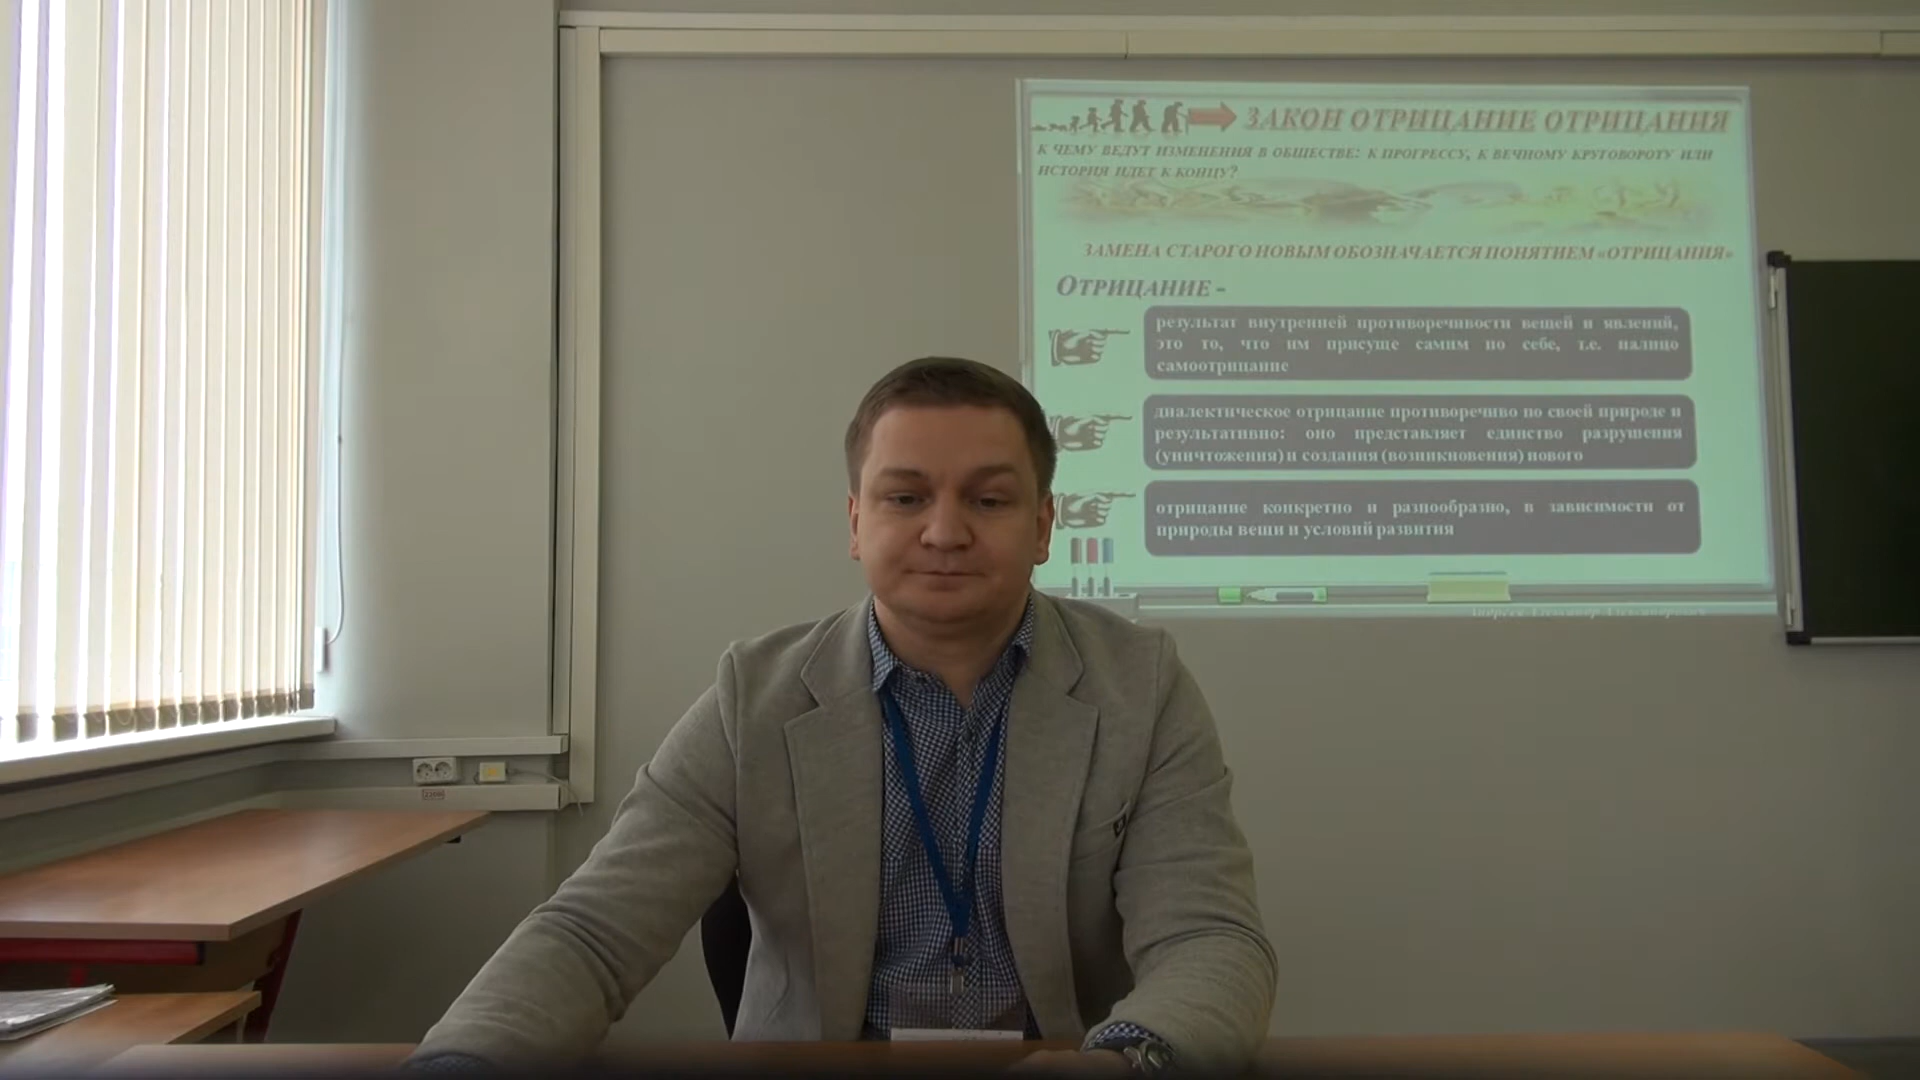 ЗАКОН ОТРИЦАНИЕ ОТРИЦАНИЯ
К ЧЕМУ ВЕДУТ ИЗМЕНЕНИЯ В ОБЩЕСТВЕ: К ПРОГРЕССУ, К ВЕЧНОМУ КРУГОВОРОТУ ИЛИ
ИСТОРИЯ ИДЕТ К КОНЦУ?
ЗАМЕНА СТАРОГО НОВЫМ ОБОЗНАЧАЕТСЯ ПОНЯТИЕМ «ОТРИЦАНИЯ»
ОТРИЦАНИЕ -
результат внутренней противоречивости вещей и явлений,
это то, что им присуще самим по себе, т.е. налицо
самоотрицание
диалектическое отрицание противоречиво по своей природе и
результативно: оно представляет единство разрушения
(уничтожения) и создания (возникновения) нового
отрицание конкретно и разнообразно, в зависимости от
природы вещи и условий развития